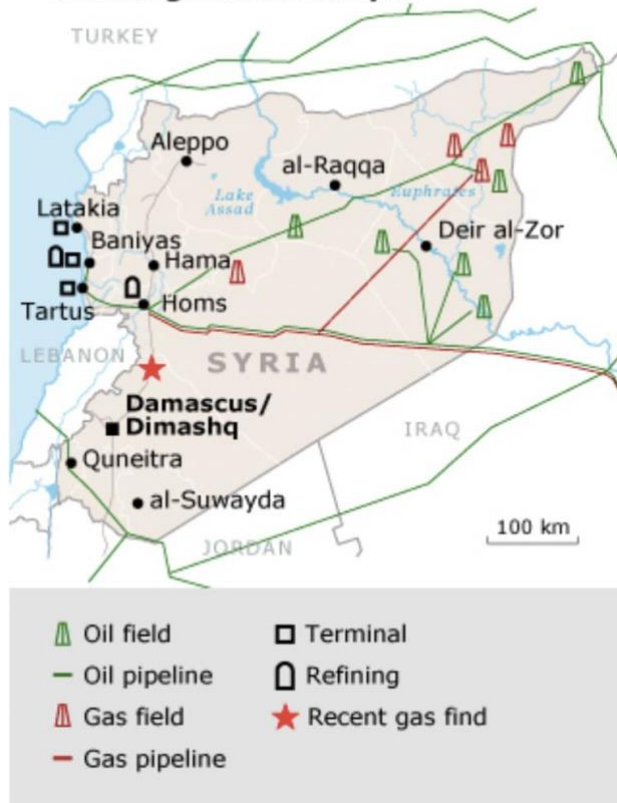 TURKEY
Aleppo
al-Raqqa
Lake
Assad
Euphrates
Latakia
Baniyas
Hama
Deir al-Zor
Tartus
Homs
LEBANON
SYRIA
Damascus/
Dimashq
IRAQ
Quneitra
al-Suwayda
100 km
JORDAN
Oil field
Terminal
Oil pipeline
Refining
Gas field
Recent gas find
Gas pipeline